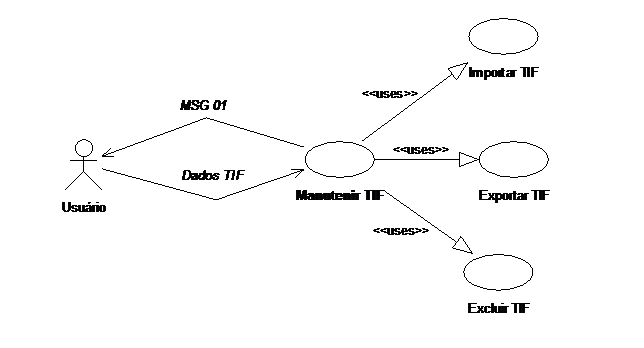 Importar TIF
<<uses>>
MSG 01
<<uses>>
Dados TIF
Usuário
Manutenir TIF
Exportar TIF
<<uses>>
Excluir TIF